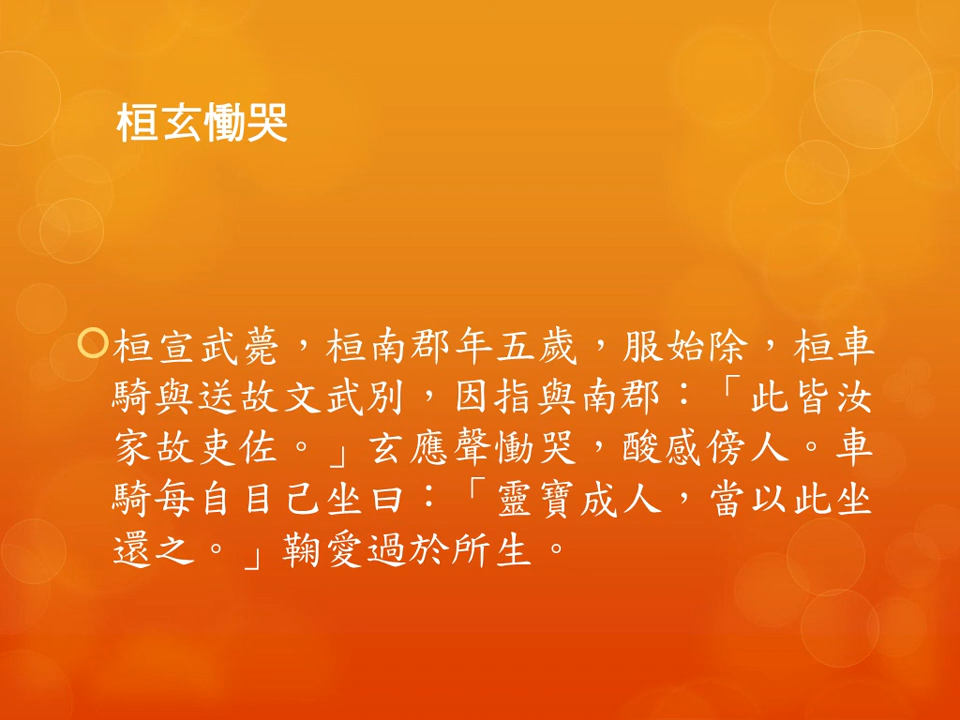 桓玄慟哭
桓宣武薨，桓南郡年五歲，服始除，桓車
騎與送故文武別，因指與南郡：「此皆汝
家故吏佐。」玄應聲慟哭，酸感傍人。車
騎每自目己坐曰：「靈寶成人，當以此坐
還之。」鞠愛過於所生。